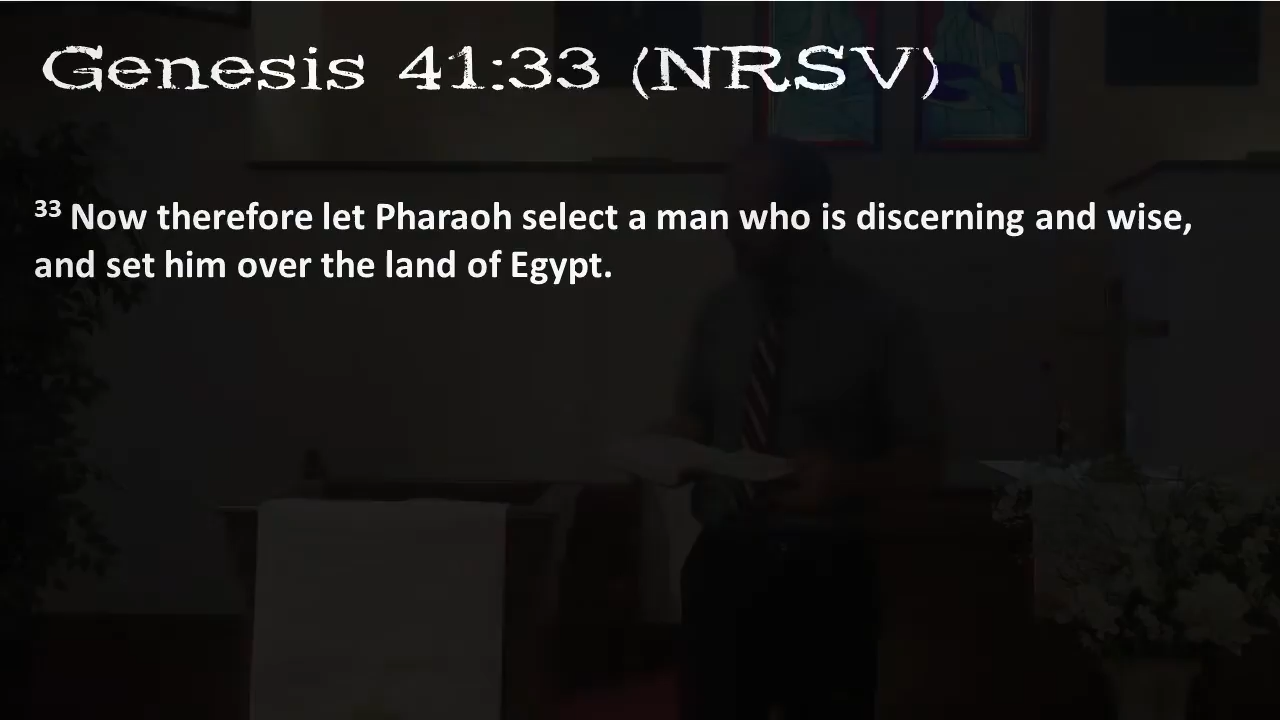 Genesis 41:33 (NRSV)
33 Now therefore let Pharaoh select a man who is discerning and wise,
and set him over the land of Egypt.